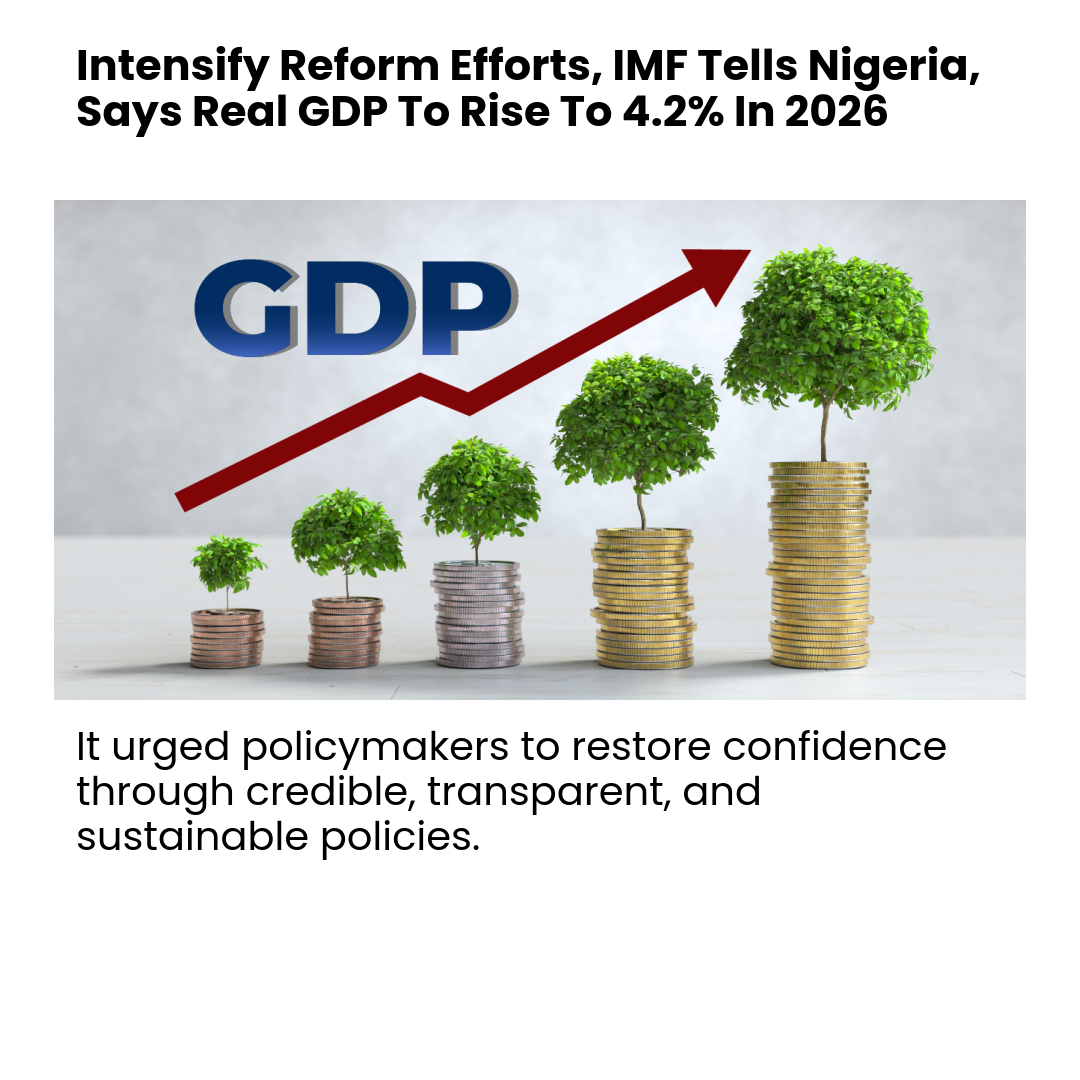 Intensify Reform Efforts, IMF Tells Nigeria,
Says Real GDP To Rise To 4.2% In 2026
GDP
It urged policymakers to restore confidence
through credible, transparent, and
sustainable policies.